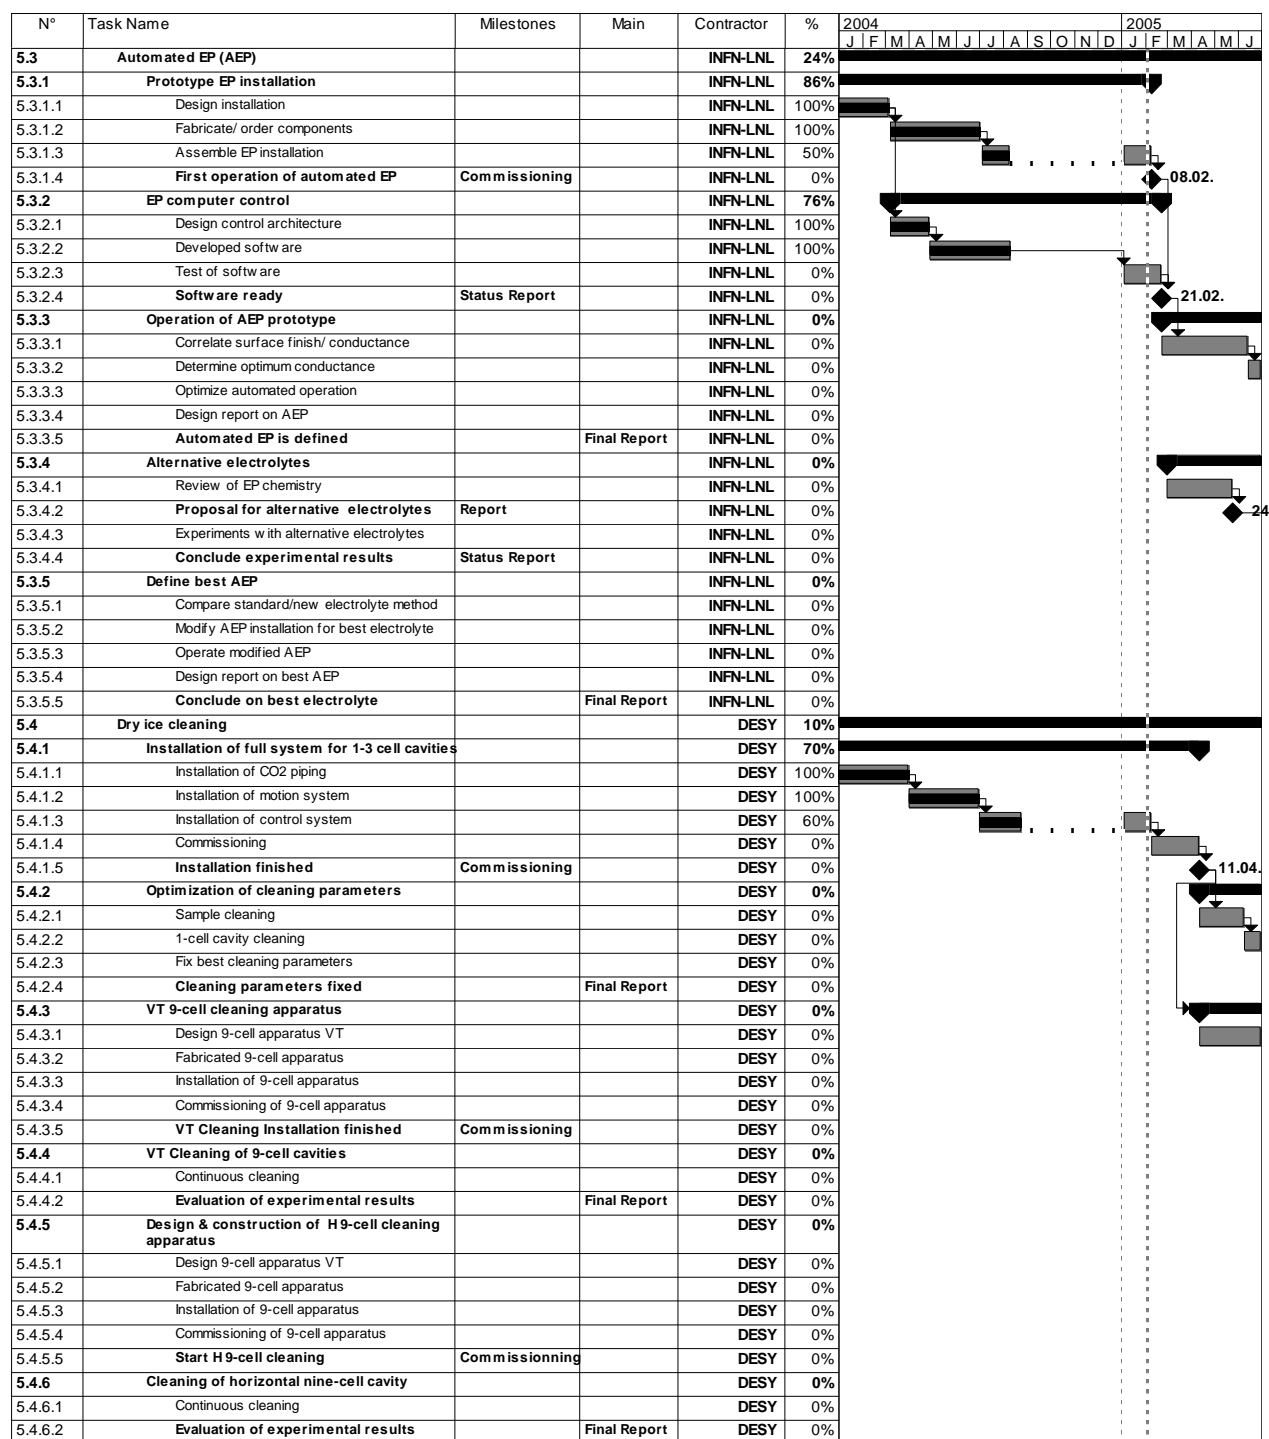 N° Task Name Milestones Main Contractor % 2004 2005
J F M A M J J A S O N D J F M A M J
5.3 Automated EP (AEP) INFN-LNL 24%
5.3.1 Prototype EP installation INFN-LNL 86%
5.3.1.1 Design installation INFN-LNL 100%
5.3.1.2 Fabricate/ order components INFN-LNL 100%
5.3.1.3 Assemble EP installation INFN-LNL 50%
5.3.1.4 First operation of automated EP Commissioning INFN-LNL 0% 08.02.
5.3.2 EP computer control INFN-LNL 76%
5.3.2.1 Design control architecture INFN-LNL 100%
5.3.2.2 Developed software INFN-LNL 100%
5.3.2.3 Test of software INFN-LNL 0%
5.3.2.4 Software ready Status Report INFN-LNL 0% 21.02.
5.3.3 Operation of AEP prototype INFN-LNL 0%
5.3.3.1 Correlate surface finish/ conductance INFN-LNL 0%
5.3.3.2 Determine optimum conductance INFN-LNL 0%
5.3.3.3 Optimize automated operation INFN-LNL 0%
5.3.3.4 Design report on AEP INFN-LNL 0%
5.3.3.5 Automated EP is defined Final Report INFN-LNL 0%
5.3.4 Alternative electrolytes INFN-LNL 0%
5.3.4.1 Review of EP chemistry INFN-LNL 0%
5.3.4.2 Proposal for alternative electrolytes Report INFN-LNL 0% 24
5.3.4.3 Experiments with alternative electrolytes INFN-LNL 0%
5.3.4.4 Conclude experimental results Status Report INFN-LNL 0%
5.3.5 Define best AEP INFN-LNL 0%
5.3.5.1 Compare standard/new electrolyte method INFN-LNL 0%
5.3.5.2 Modify AEP installation for best electrolyte INFN-LNL 0%
5.3.5.3 Operate modified AEP INFN-LNL 0%
5.3.5.4 Design report on best AEP INFN-LNL 0%
5.3.5.5 Conclude on best electrolyte Final Report INFN-LNL 0%
5.4 Dry ice cleaning DESY 10%
5.4.1 Installation of full system for 1-3 cell cavities DESY 70%
5.4.1.1 Installation of CO2 piping DESY 100%
5.4.1.2 Installation of motion system DESY 100%
5.4.1.3 Installation of control system DESY 60%
5.4.1.4 Commissioning DESY 0%
5.4.1.5 Installation finished Commissioning DESY 0% 11.04.
5.4.2 Optimization of cleaning parameters DESY 0%
5.4.2.1 Sample cleaning DESY 0%
5.4.2.2 1-cell cavity cleaning DESY 0%
5.4.2.3 Fix best cleaning parameters DESY 0%
5.4.2.4 Cleaning parameters fixed Final Report DESY 0%
5.4.3 VT 9-cell cleaning apparatus DESY 0%
5.4.3.1 Design 9-cell apparatus VT DESY 0%
5.4.3.2 Fabricated 9-cell apparatus DESY 0%
5.4.3.3 Installation of 9-cell apparatus DESY 0%
5.4.3.4 Commissioning of 9-cell apparatus DESY 0%
5.4.3.5 VT Cleaning Installation finished Commissioning DESY 0%
5.4.4 VT Cleaning of 9-cell cavities DESY 0%
5.4.4.1 Continuous cleaning DESY 0%
5.4.4.2 Evaluation of experimental results Final Report DESY 0%
5.4.5 Design & construction of H 9-cell cleaning DESY 0%
apparatus
5.4.5.1 Design 9-cell apparatus VT DESY 0%
5.4.5.2 Fabricated 9-cell apparatus DESY 0%
5.4.5.3 Installation of 9-cell apparatus DESY 0%
5.4.5.4 Commissioning of 9-cell apparatus DESY 0%
5.4.5.5 Start H 9-cell cleaning Commissionning DESY 0%
5.4.6 Cleaning of horizontal nine-cell cavity DESY 0%
5.4.6.1 Continuous cleaning DESY 0%
5.4.6.2 Evaluation of experimental results Final Report DESY 0%